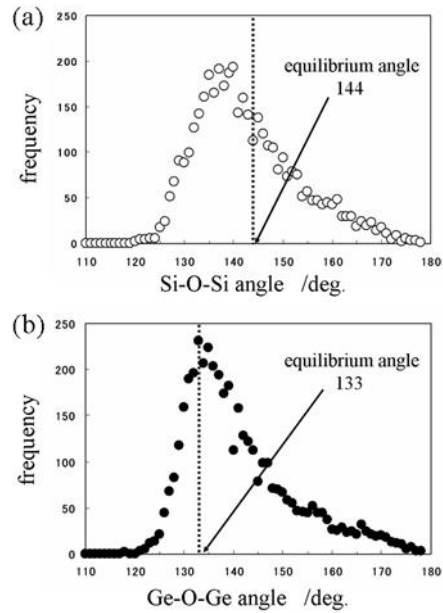 (a)
250
200
150
100
50
0
frequency
equilibrium angle
144
110 120 130 140 150 160 170 180
Si-O-Si angle /deg.
(b)
250
200
150
100
50
0
frequency
equilibrium angle
133
110 120 130 140 150 160 170 180
Ge-O-Ge angle /deg.